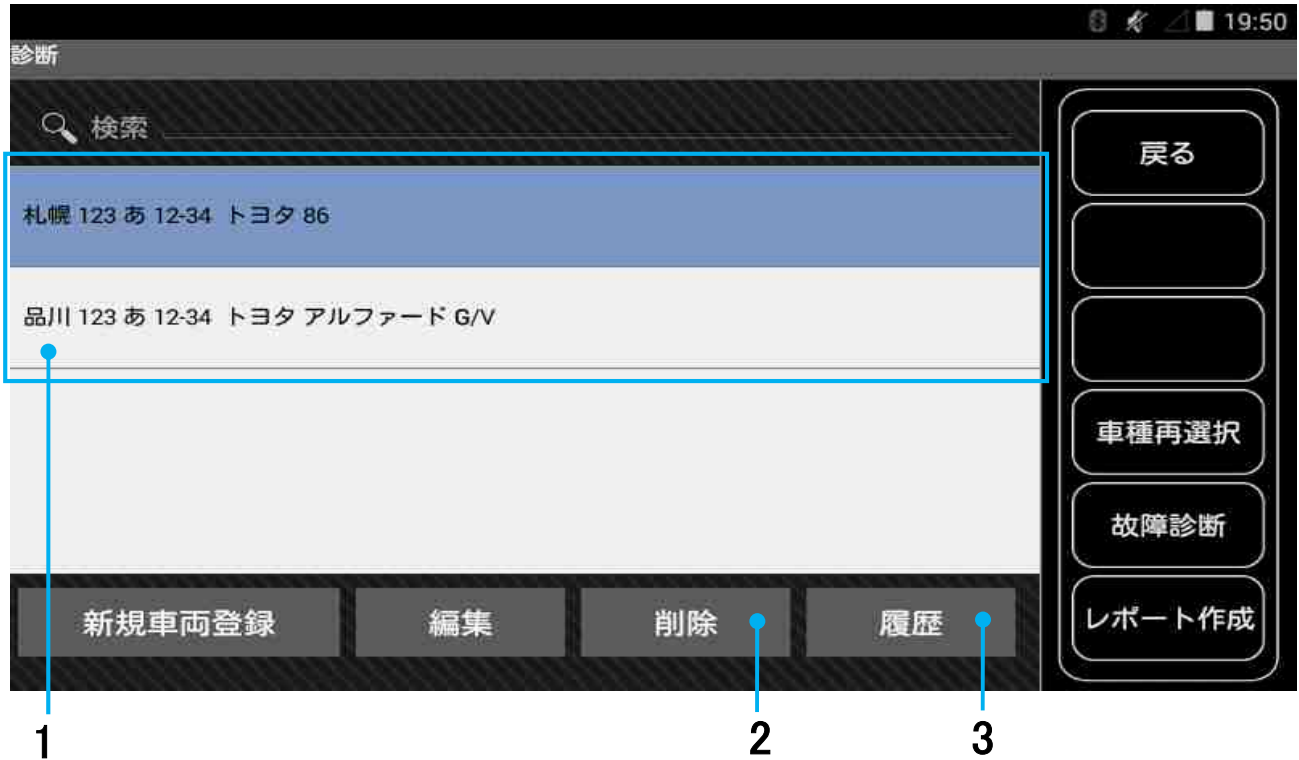 19:50
診断
検索
札幌 123 あ 12-34 トヨタ 86
品川 123 あ 12-34 トヨタ アルファード G/V
戻る
車種再選択
故障診断
レポート作成
新規車両登録 編集 削除 履歴
1 2 3